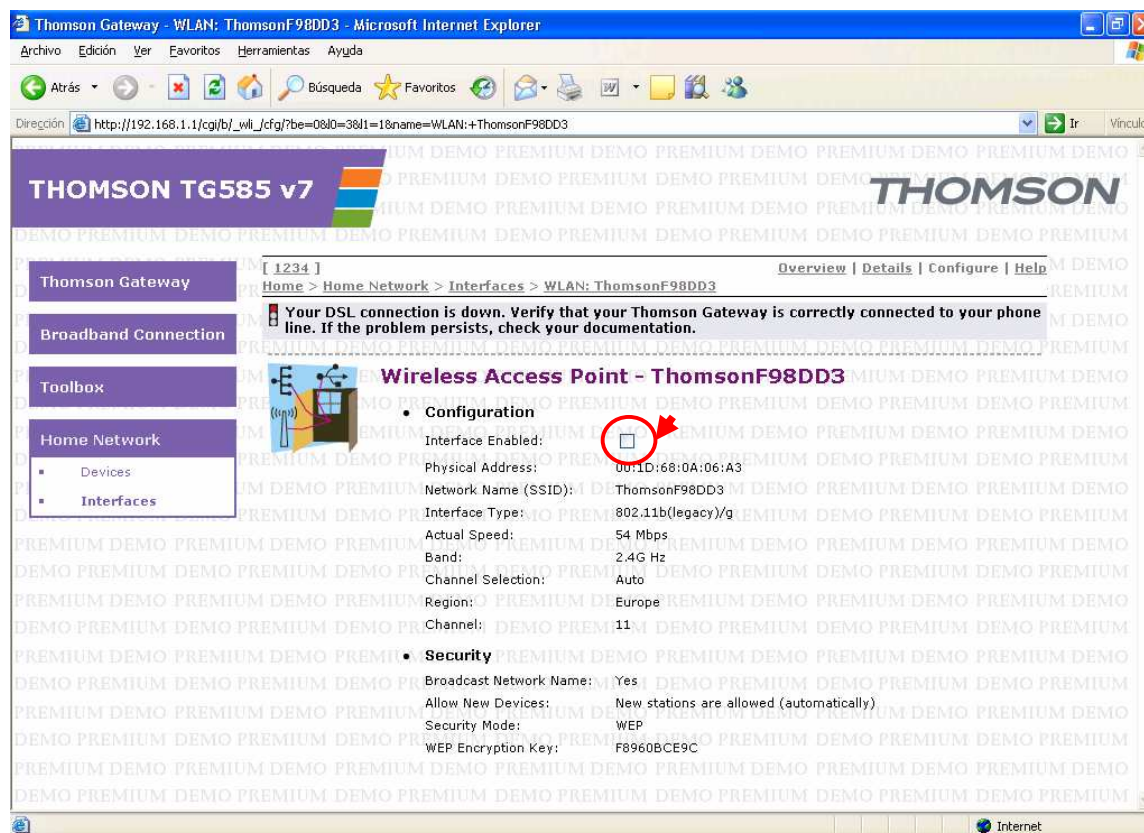 Thomson Gateway - WLAN: ThomsonF98DD3 - Microsoft Internet Explorer
Archivo Edición Ver Favoritos Herramientas Ayuda
Atrás Búsqueda Favoritos
Dirección http://192.168.1.1/cgi/b/_wli_/cfg/?be=0&l0=3&l1=1&name=WLAN:+ThomsonF98DD3 Ir Vínculo
THOMSON TG585 v7
THOMSON
[ 1234 ] Overview | Details | Configure | Help
Home > Home Network > Interfaces > WLAN: ThomsonF98DD3
Your DSL connection is down. Verify that your Thomson Gateway is correctly connected to your phone
line. If the problem persists, check your documentation.
Thomson Gateway
Broadband Connection
Toolbox
Home Network
Devices
Interfaces
Wireless Access Point - ThomsonF98DD3
Configuration
Interface Enabled:
Physical Address: 00:1D:68:0A:06:A3
Network Name (SSID): ThomsonF98DD3
Interface Type: 802.11b(legacy)/g
Actual Speed: 54 Mbps
Band: 2.4G Hz
Channel Selection: Auto
Region: Europe
Channel: 11
Security
Broadcast Network Name: Yes
Allow New Devices: New stations are allowed (automatically)
Security Mode: WEP
WEP Encryption Key: F8960BCE9C
Internet